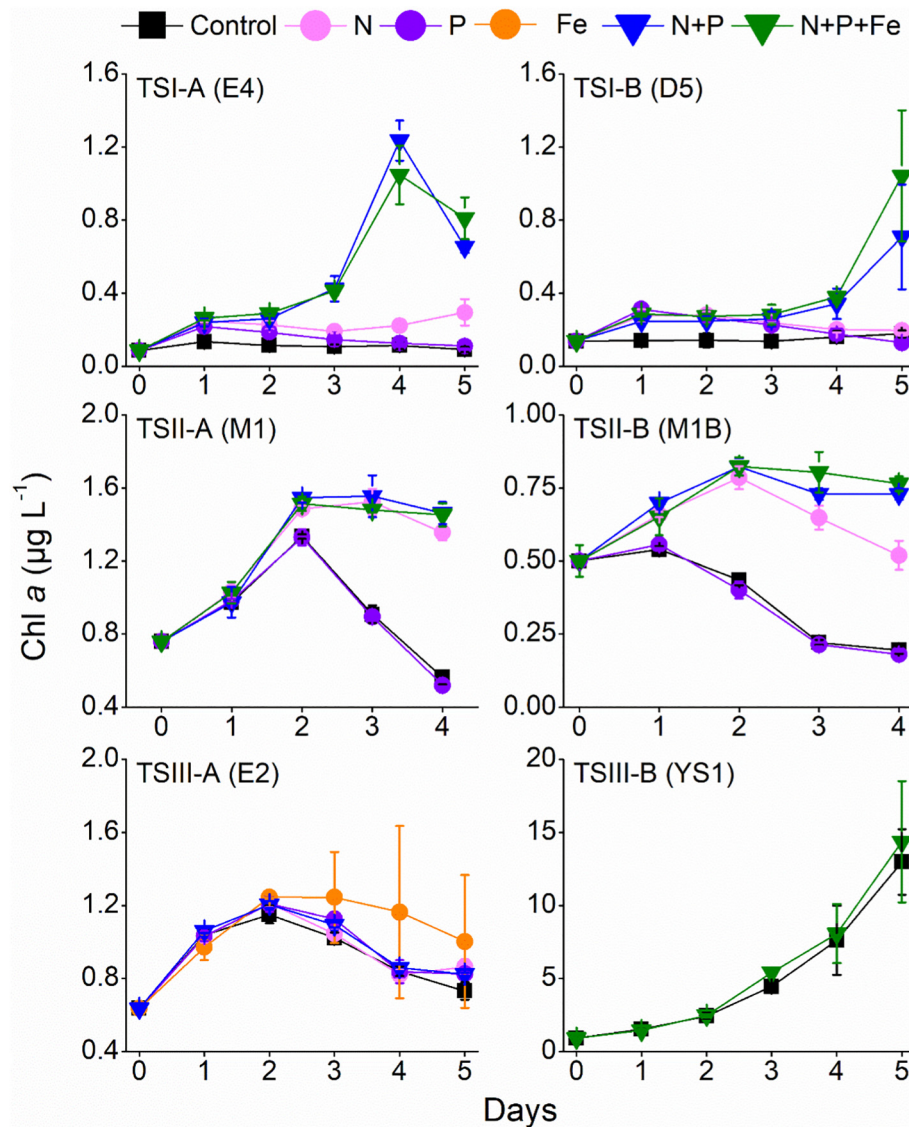 Control N P Fe N+P N+P+Fe
TSI-A (E4)
1.6
1.2
0.8
0.4
0.0
0 1 2 3 4 5
TSI-B (D5)
1.6
1.2
0.8
0.4
0.0
0 1 2 3 4 5
TSII-A (M1)
2.0
1.6
1.2
0.8
0.4
0 1 2 3 4
TSII-B (M1B)
1.00
0.75
0.50
0.25
0.00
0 1 2 3 4
TSIII-A (E2)
2.0
1.6
1.2
0.8
0.4
0 1 2 3 4 5
TSIII-B (YS1)
20
15
10
5
0
0 1 2 3 4 5
Chl a (µg L⁻¹)
Days